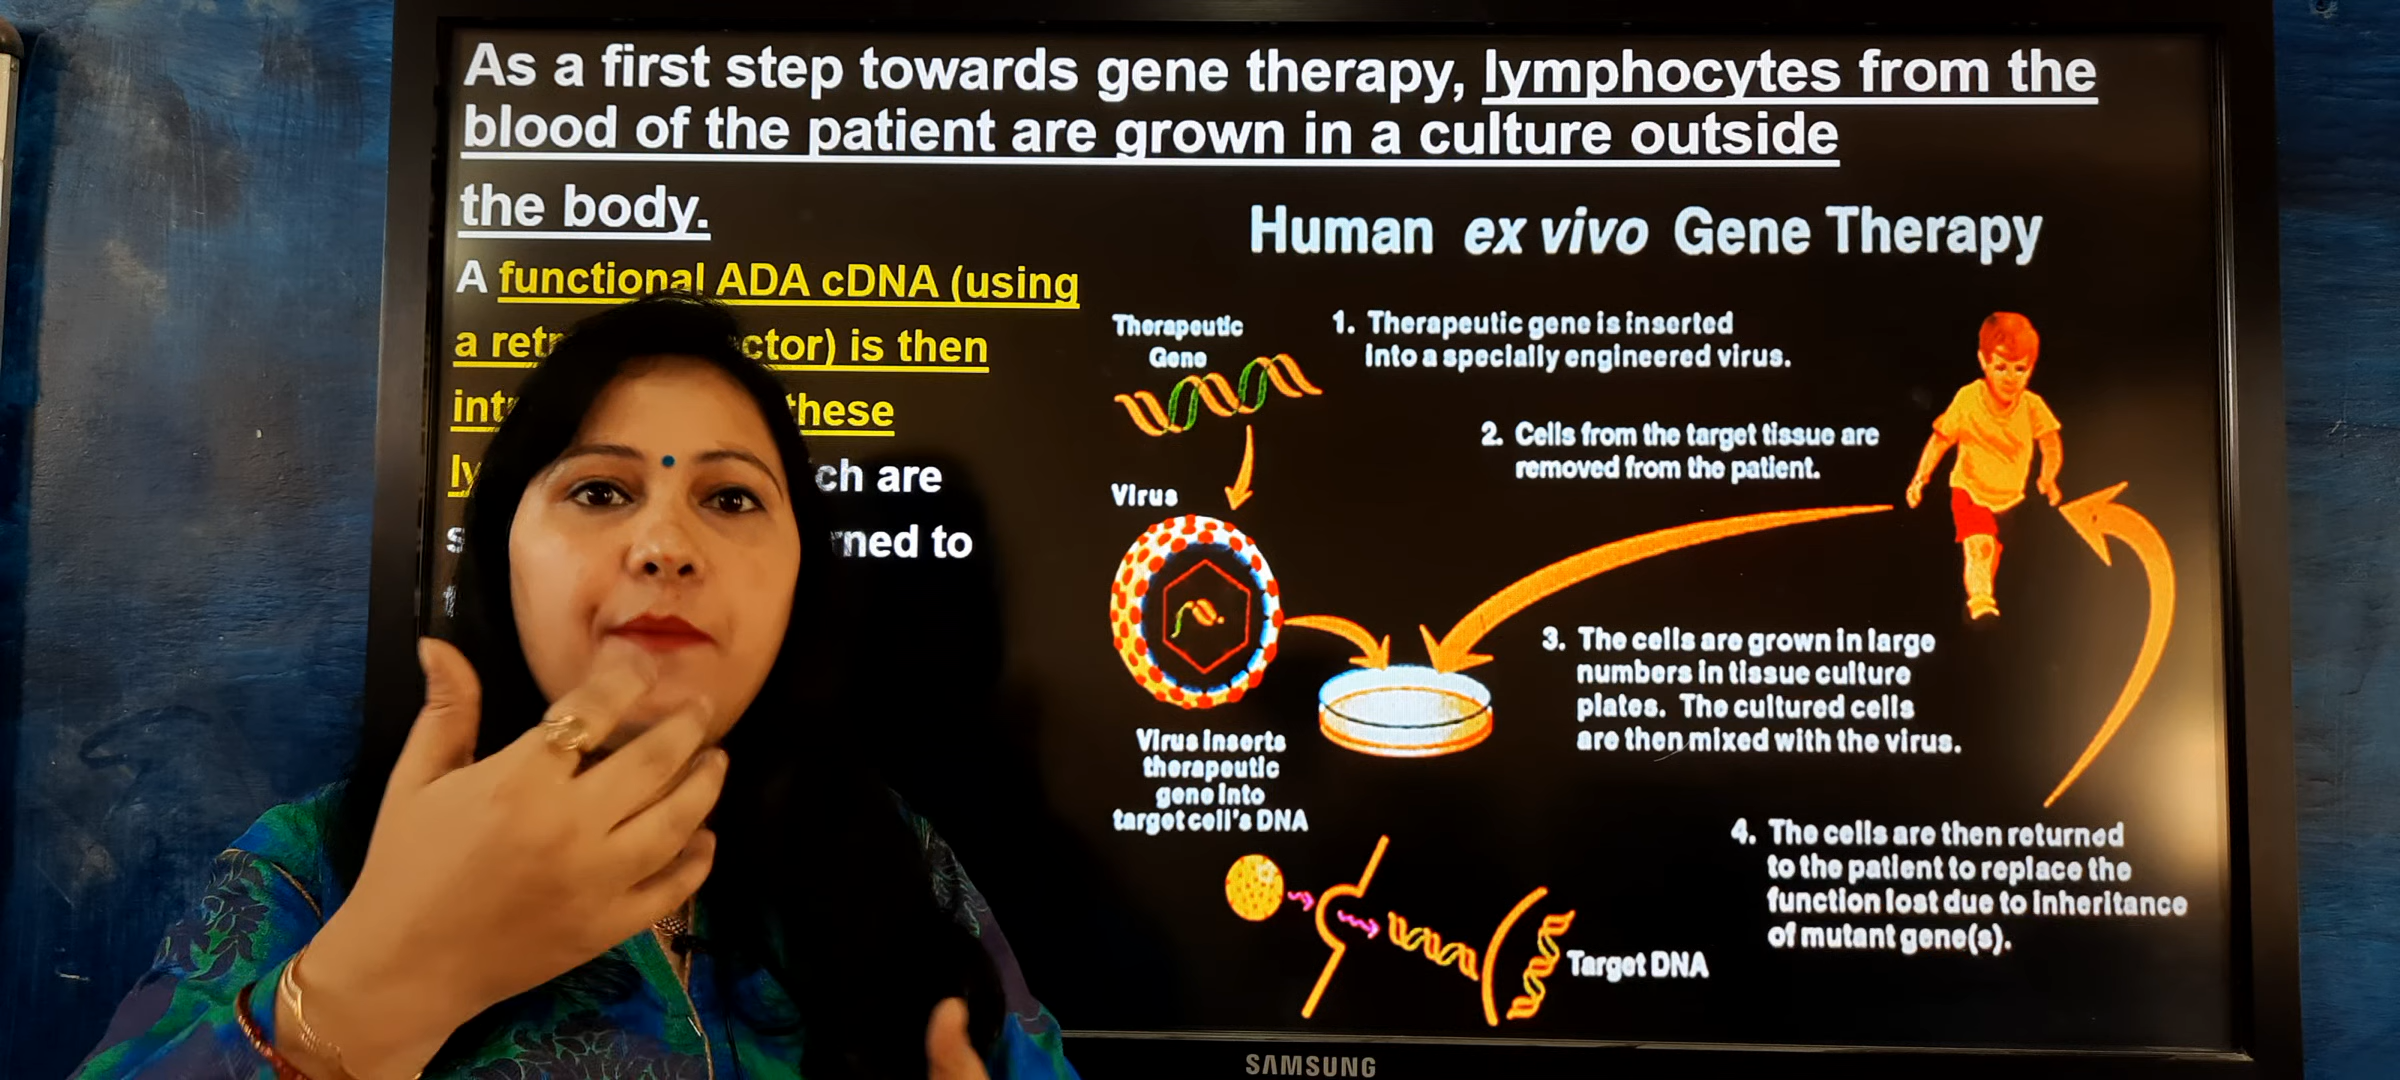 As a first step towards gene therapy, lymphocytes from the
blood of the patient are grown in a culture outside
the body.
A functional ADA cDNA (using
a ctor) is then
these
are
to
Human ex vivo Gene Therapy
Therapeutic
Gene
1. Therapeutic gene is inserted
into a specially engineered virus.
2. Cells from the target tissue are
removed from the patient.
Virus
3. The cells are grown in large
numbers in tissue culture
plates. The cultured cells
are then mixed with the virus.
Virus inserts
therapeutic
gene into
target cell's DNA
4. The cells are then returned
to the patient to replace the
function lost due to inheritance
of mutant gene(s).
Target DNA
SAMSUNG